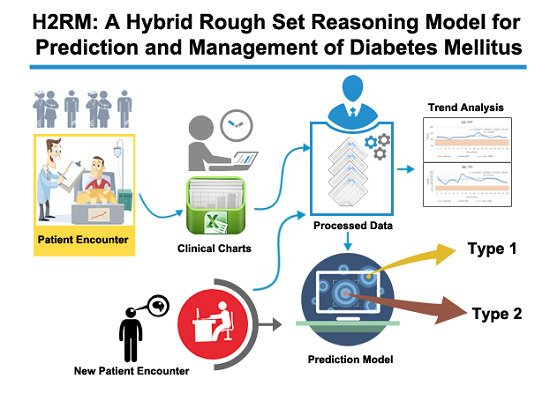 H2RM: A Hybrid Rough Set Reasoning Model for
Prediction and Management of Diabetes Mellitus
Trend Analysis
Patient Encounter
Clinical Charts
Processed Data
Type 1
Type 2
New Patient Encounter
Prediction Model